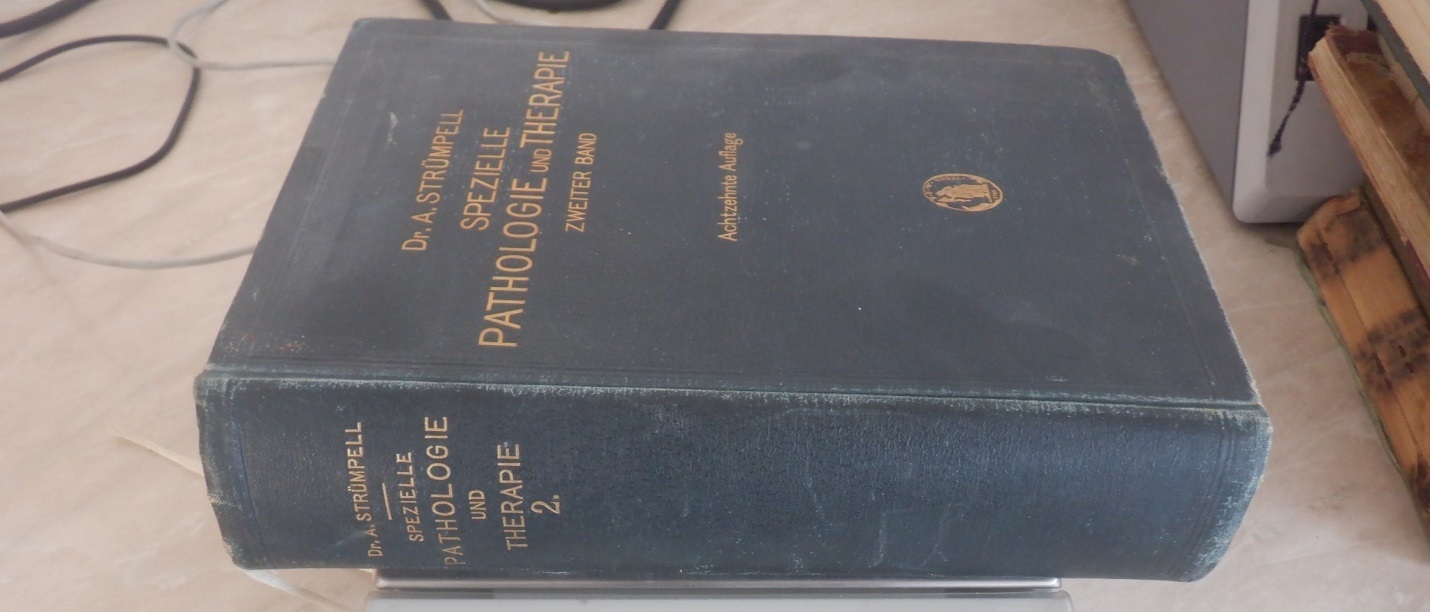 Dr. A. STRÜMPELL
SPEZIELLE
PATHOLOGIE UND THERAPIE
ZWEITER BAND
Achtzehnte Auflage
Dr. A. STRÜMPELL
SPEZIELLE
PATHOLOGIE
UND
THERAPIE
2.